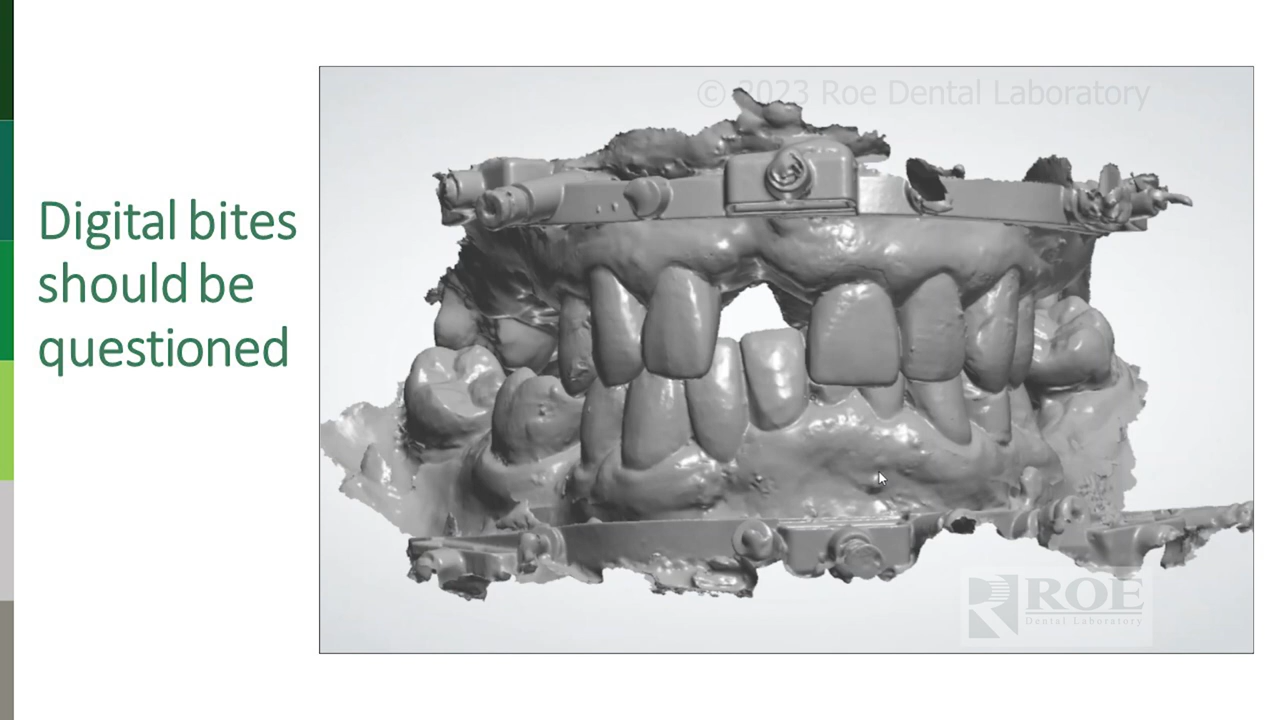 © 2023 Roe Dental Laboratory
Digital bites
should be
questioned
ROE
Dental Laboratory